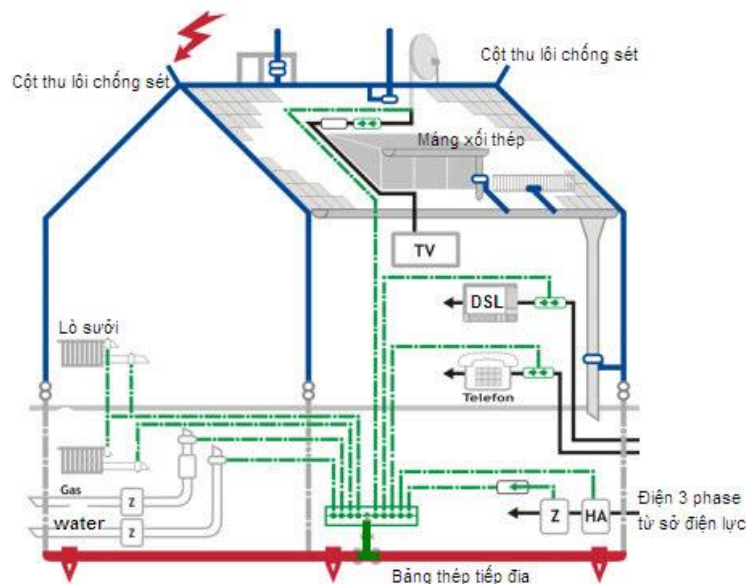 Cột thu lôi chống sét
Cột thu lôi chống sét
Máng xối thép
TV
DSL
Lò sưởi
Telefon
Gas
Z
water
Z
Z
HA
Điện 3 phase
từ sở điện lực
Bảng thép tiếp địa